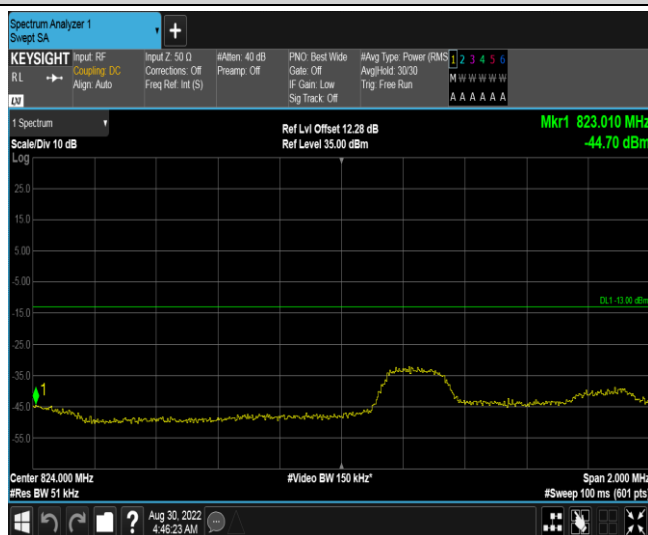 Spectrum Analyzer 1
Swept SA
+
KEYSIGHT
RL
Input: RF
Coupling: DC
Align: Auto
Input Z: 50 Ω
Corrections: Off
Freq Ref: Int (S)
#Atten: 40 dB
Preamp: Off
PNO: Best Wide
Gate: Off
IF Gain: Low
Sig Track: Off
#Avg Type: Power (RMS
Avg|Hold: 30/30
Trig: Free Run
1 2 3 4 5 6
M W W W W W
A A A A A A
LXI
1 Spectrum
Scale/Div 10 dB
Log
Ref Lvl Offset 12.28 dB
Ref Level 35.00 dBm
Mkr1 823.010 MHz
-44.70 dBm
25.0
15.0
5.00
-5.00
DL1 -13.00 dBm
-15.0
-25.0
-35.0
1
-45.0
-55.0
Center 824.000 MHz
#Res BW 51 kHz
#Video BW 150 kHz*
Span 2.000 MHz
#Sweep 100 ms (601 pts)
?
Aug 30, 2022
4:46:23 AM